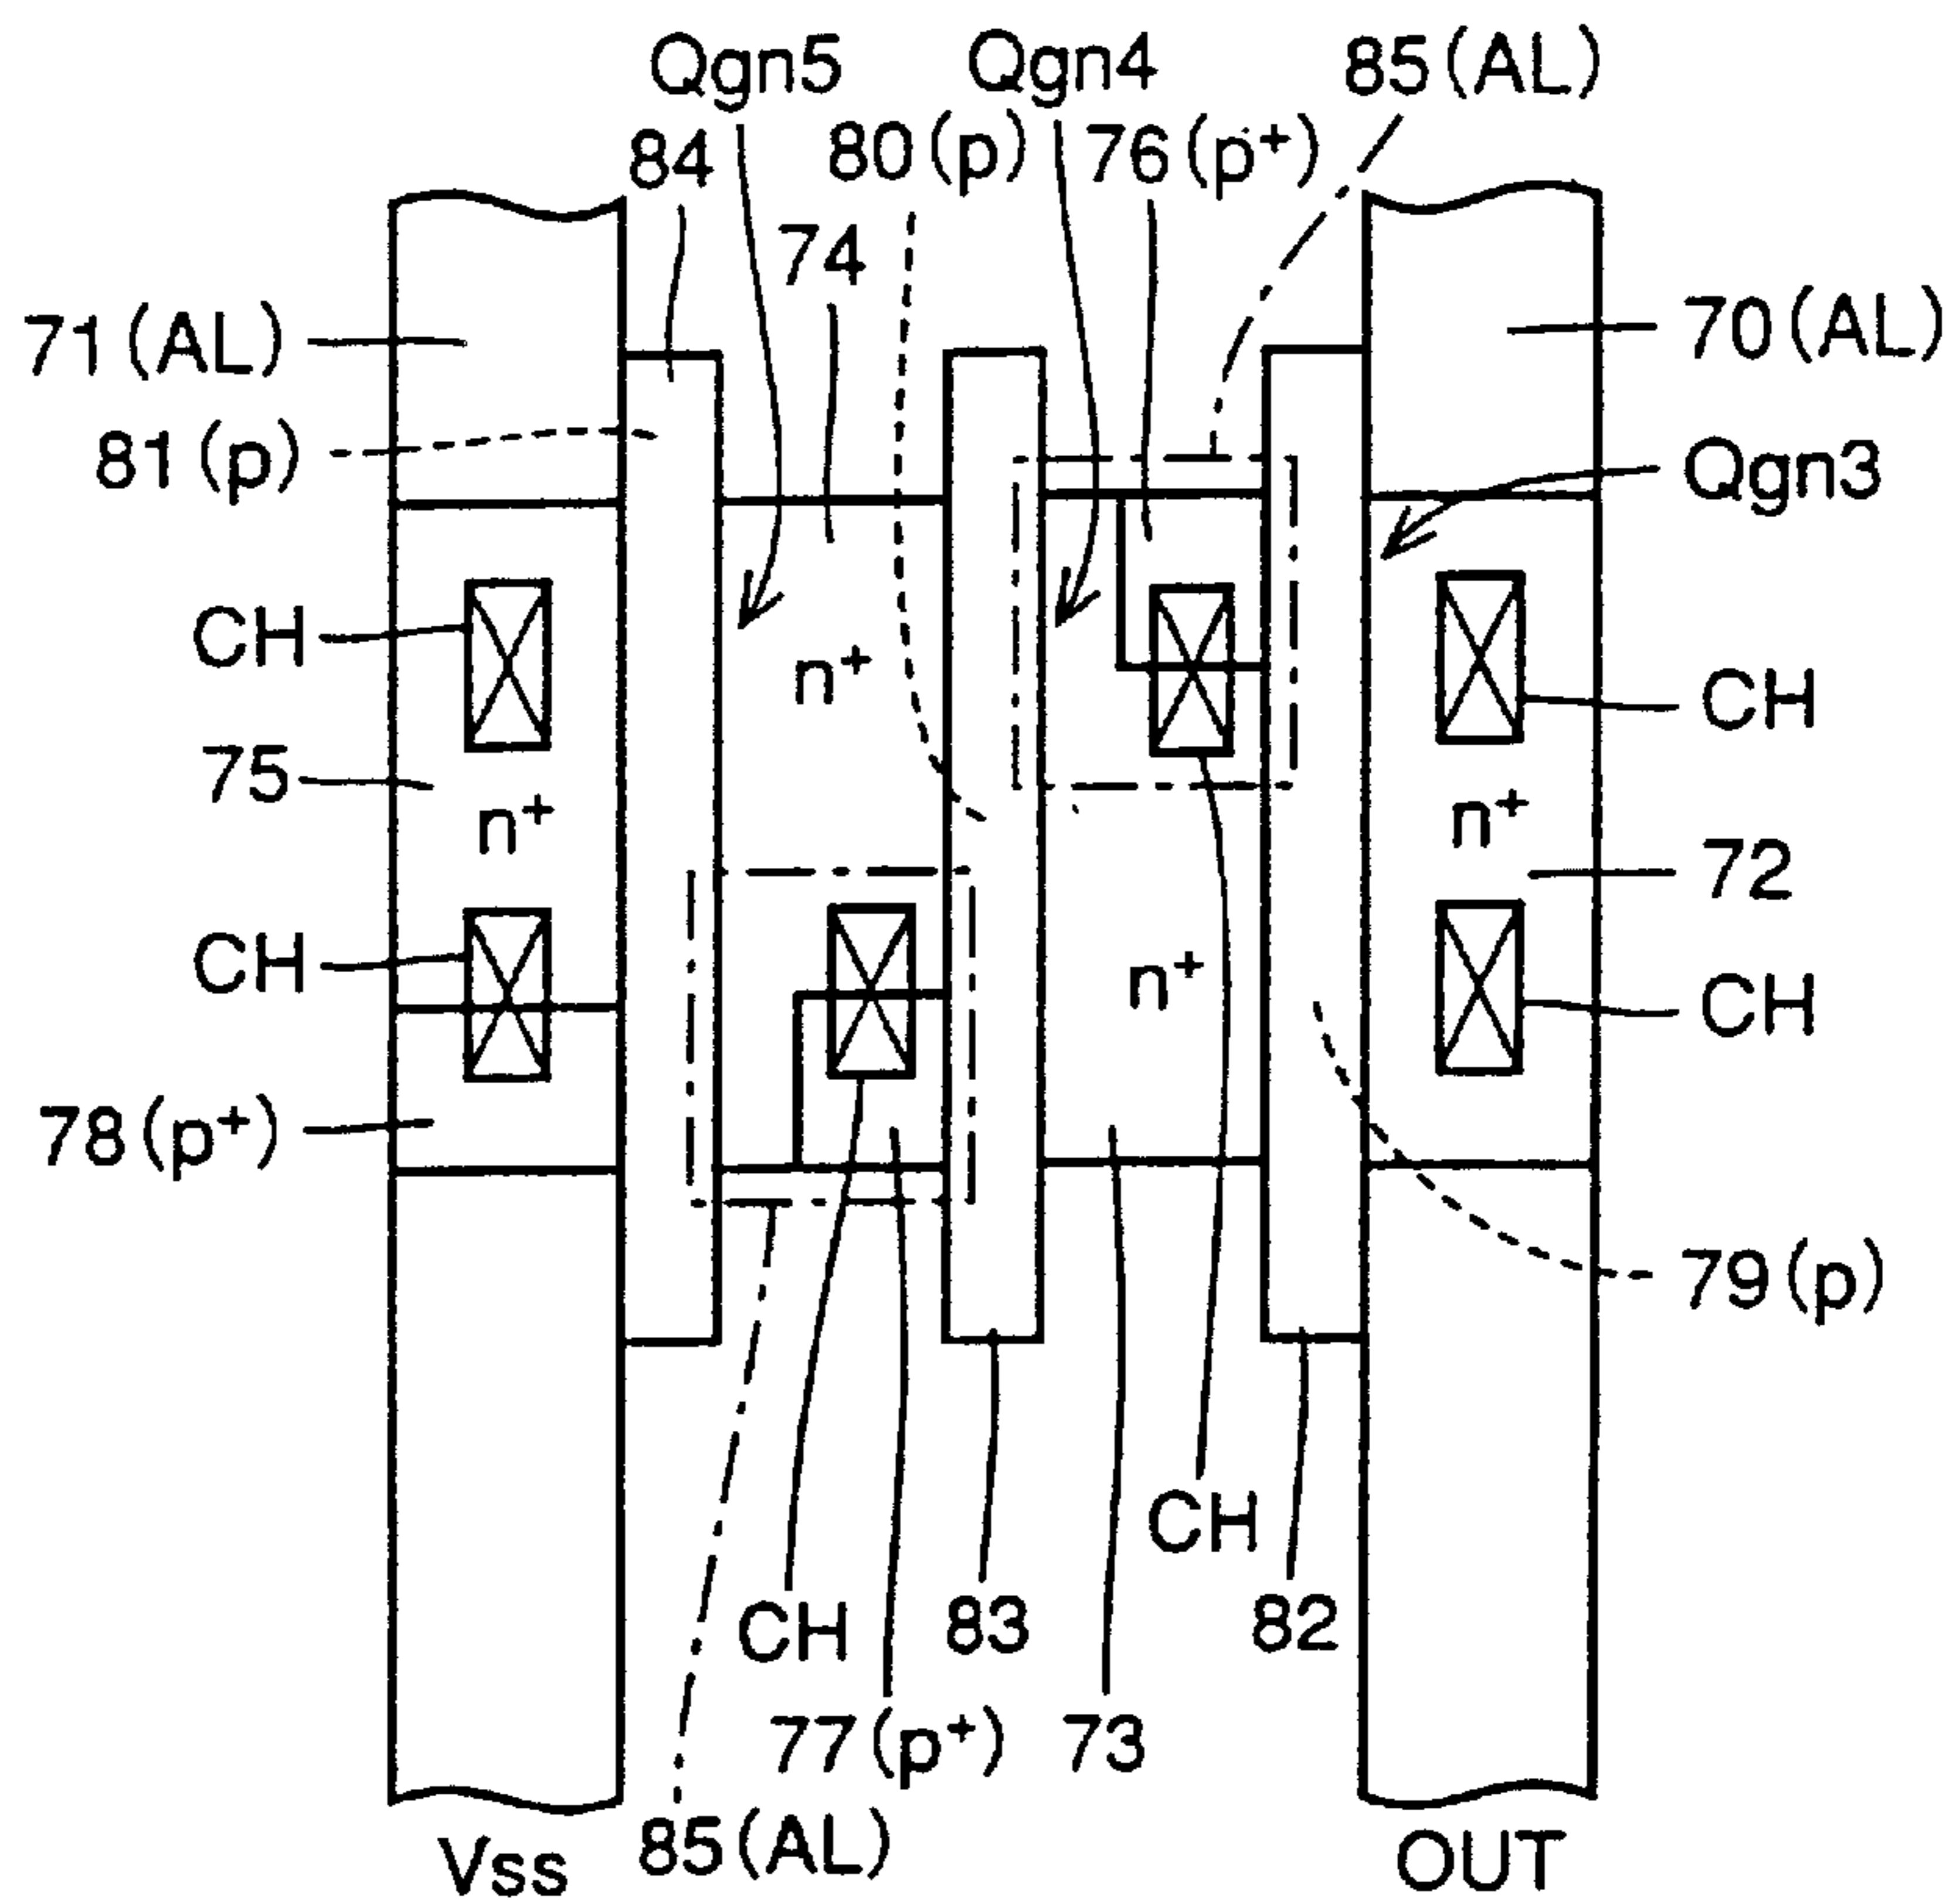 Qgn5 Qgn4 85(AL)
84 80(p) 76(p+)
74
71(AL) 70(AL)
81(p) Qgn3
CH n+ CH
75 n+ n+
72
CH n+ CH
78(p+)
79(p)
CH
CH 83 82
77(p+) 73
85(AL)
Vss OUT